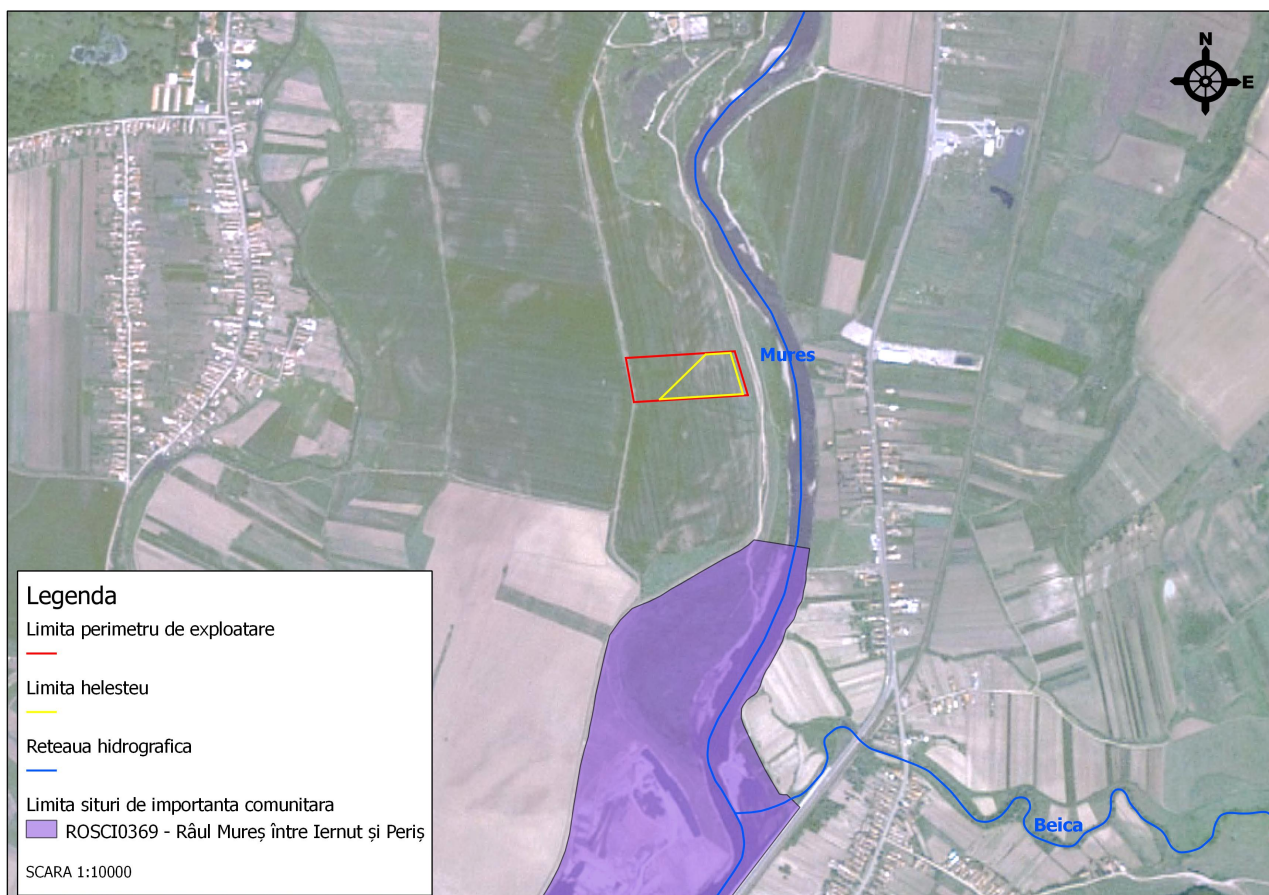 N
E
Mures
Legenda
Limita perimetru de exploatare
Limita helesteu
Reteaua hidrografica
Limita situri de importanta comunitara
ROSCI0369 - Râul Mureș între Iernut și Periș
SCARA 1:10000
Beica